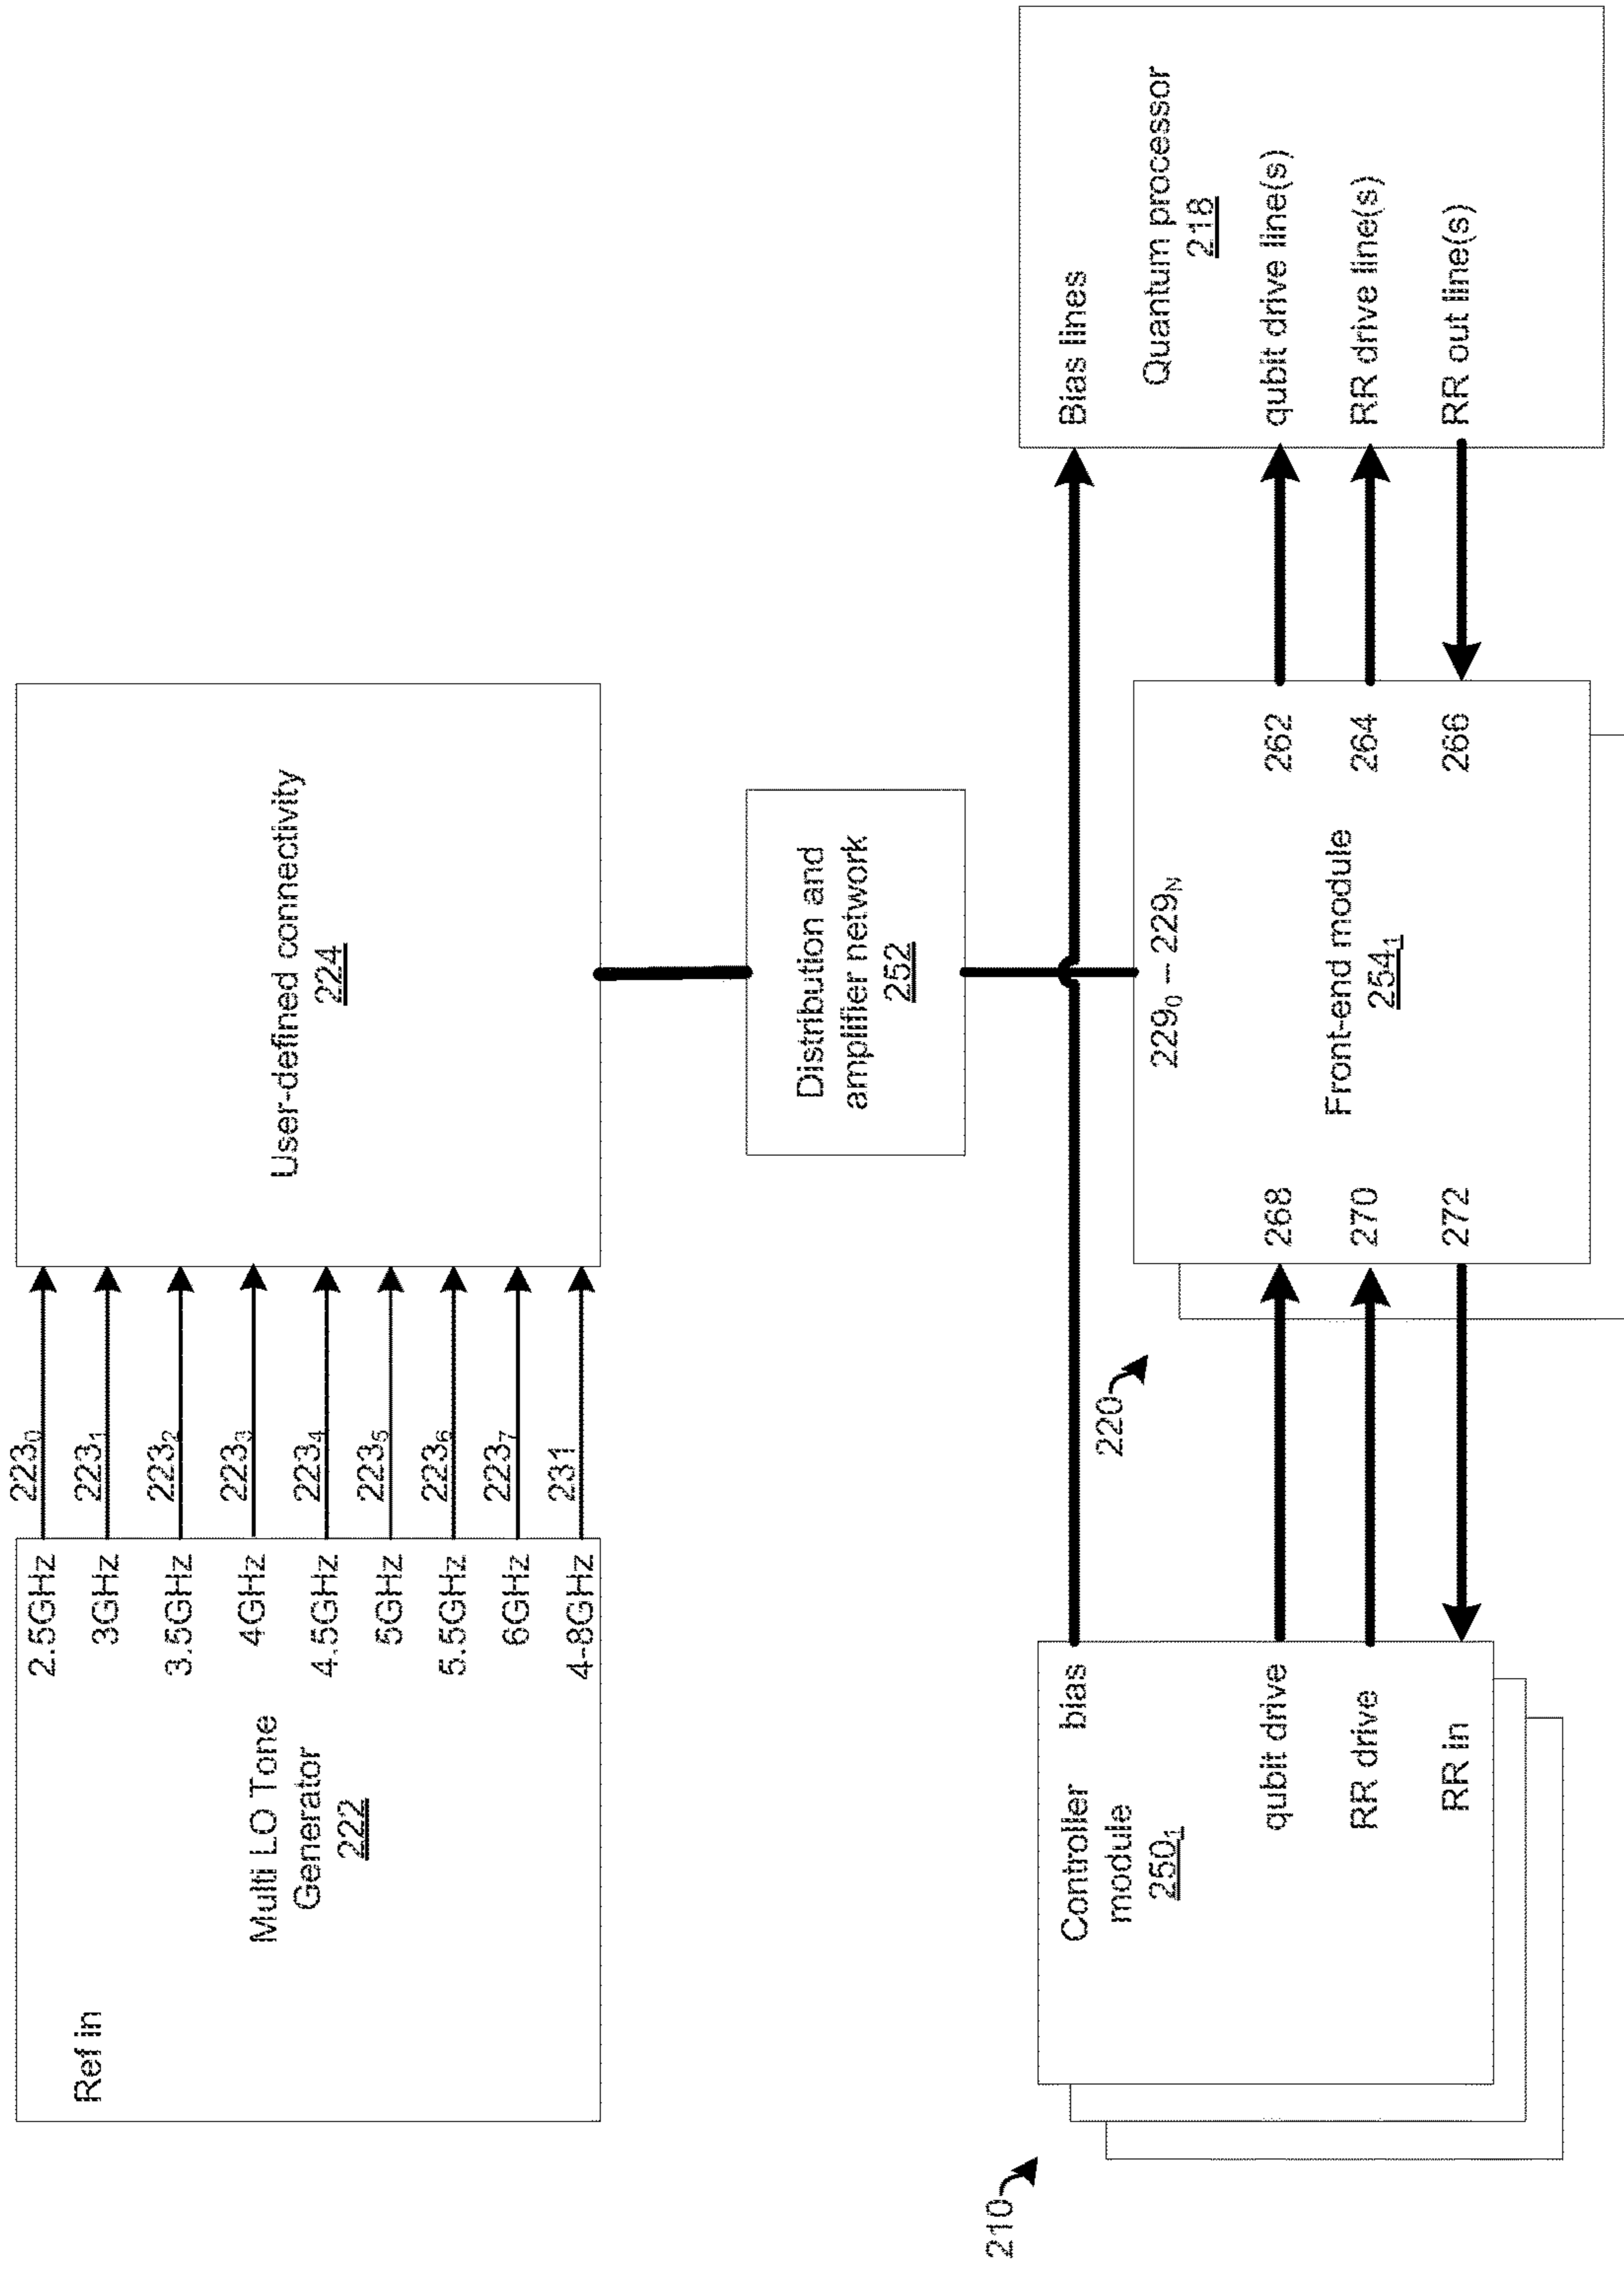 Ref in
Multi LO Tone
Generator
222
2.5GHz
3GHz
3.5GHz
4GHz
4.5GHz
5GHz
5.5GHz
6GHz
4-8GHz
223₀
223₁
223₂
223₃
223₄
223₅
223₆
223₇
231
User-defined connectivity
224
Distribution and
amplifier network
252
210
Controller
module
250₁
bias
qubit drive
RR drive
RR in
220
229₀ – 229N
268
270
272
Front-end module
254₁
262
264
266
Bias lines
Quantum processor
218
qubit drive line(s)
RR drive line(s)
RR out line(s)